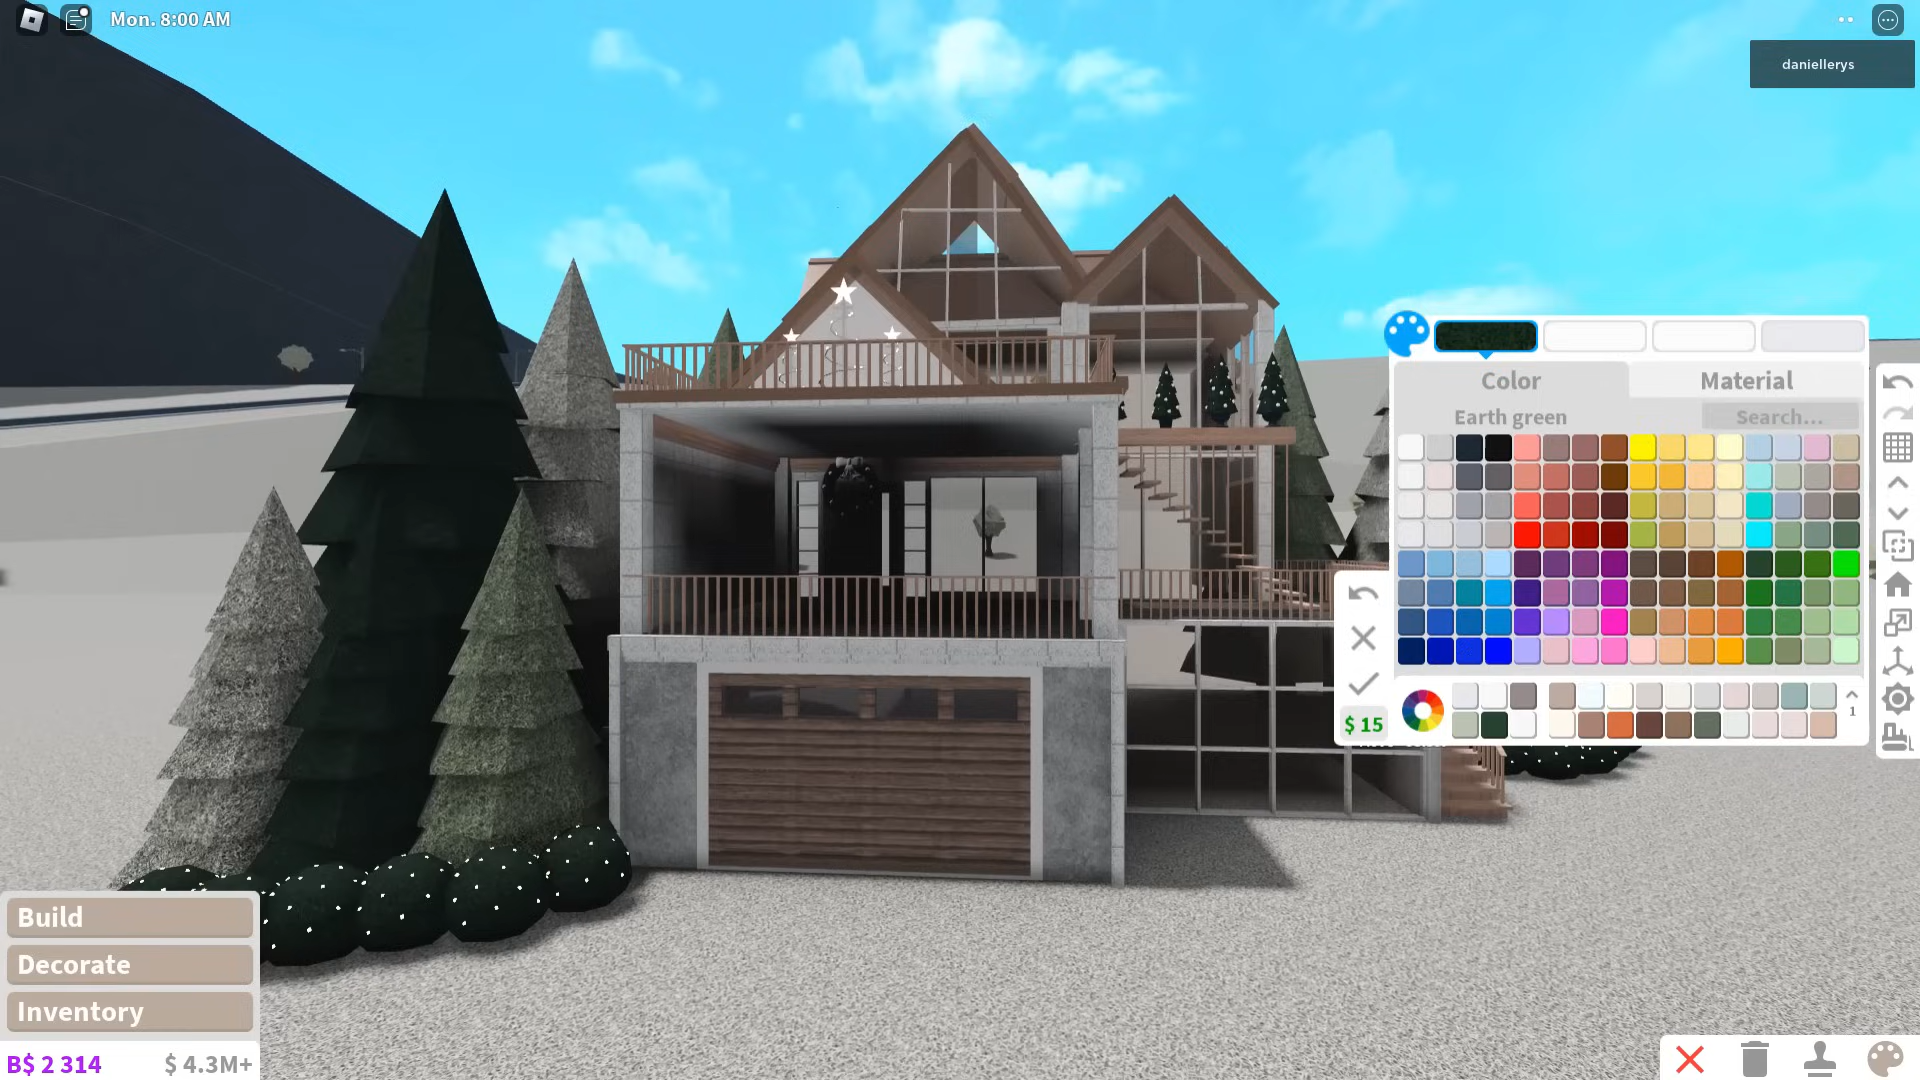 Mon. 8:00 AM
daniellerys
Color
Material
Earth green
Search...
$ 15
1
Build
Decorate
Inventory
B$ 2 314
$ 4.3M+